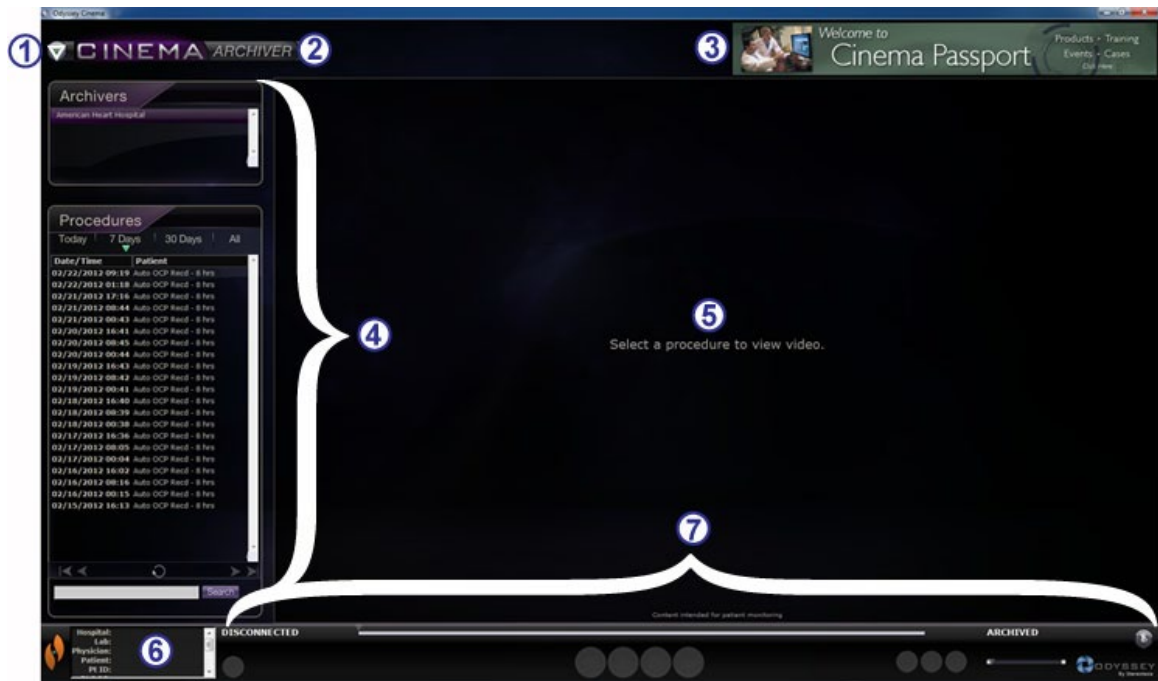 Odyssey Cinema
1
CINEMA ARCHIVER
2
3
Welcome to
Cinema Passport
Products - Training
Events - Cases
Archivers
American Heart Hospital
Procedures
Today 7 Days 30 Days All
Date/Time Patient
02/22/2012 09:19 Auto OCP Recd - 8 hrs
02/22/2012 01:18 Auto OCP Recd - 8 hrs
02/21/2012 17:16 Auto OCP Recd - 8 hrs
02/21/2012 08:44 Auto OCP Recd - 8 hrs
02/21/2012 00:43 Auto OCP Recd - 8 hrs
02/20/2012 16:41 Auto OCP Recd - 8 hrs
02/20/2012 08:45 Auto OCP Recd - 8 hrs
02/20/2012 00:44 Auto OCP Recd - 8 hrs
02/19/2012 16:43 Auto OCP Recd - 8 hrs
02/19/2012 08:42 Auto OCP Recd - 8 hrs
02/19/2012 00:41 Auto OCP Recd - 8 hrs
02/18/2012 16:40 Auto OCP Recd - 8 hrs
02/18/2012 08:39 Auto OCP Recd - 8 hrs
02/18/2012 00:38 Auto OCP Recd - 8 hrs
02/17/2012 16:36 Auto OCP Recd - 8 hrs
02/17/2012 08:05 Auto OCP Recd - 8 hrs
02/17/2012 00:04 Auto OCP Recd - 8 hrs
02/16/2012 16:02 Auto OCP Recd - 8 hrs
02/16/2012 08:16 Auto OCP Recd - 8 hrs
02/16/2012 00:15 Auto OCP Recd - 8 hrs
02/15/2012 16:13 Auto OCP Recd - 8 hrs
Search
4
5
Select a procedure to view video.
7
Content intended for patient monitoring
Hospital:
Lab:
Physician:
Patient:
Pt ID:
6
DISCONNECTED
ARCHIVED
ODYSSEY
By Stereotaxis